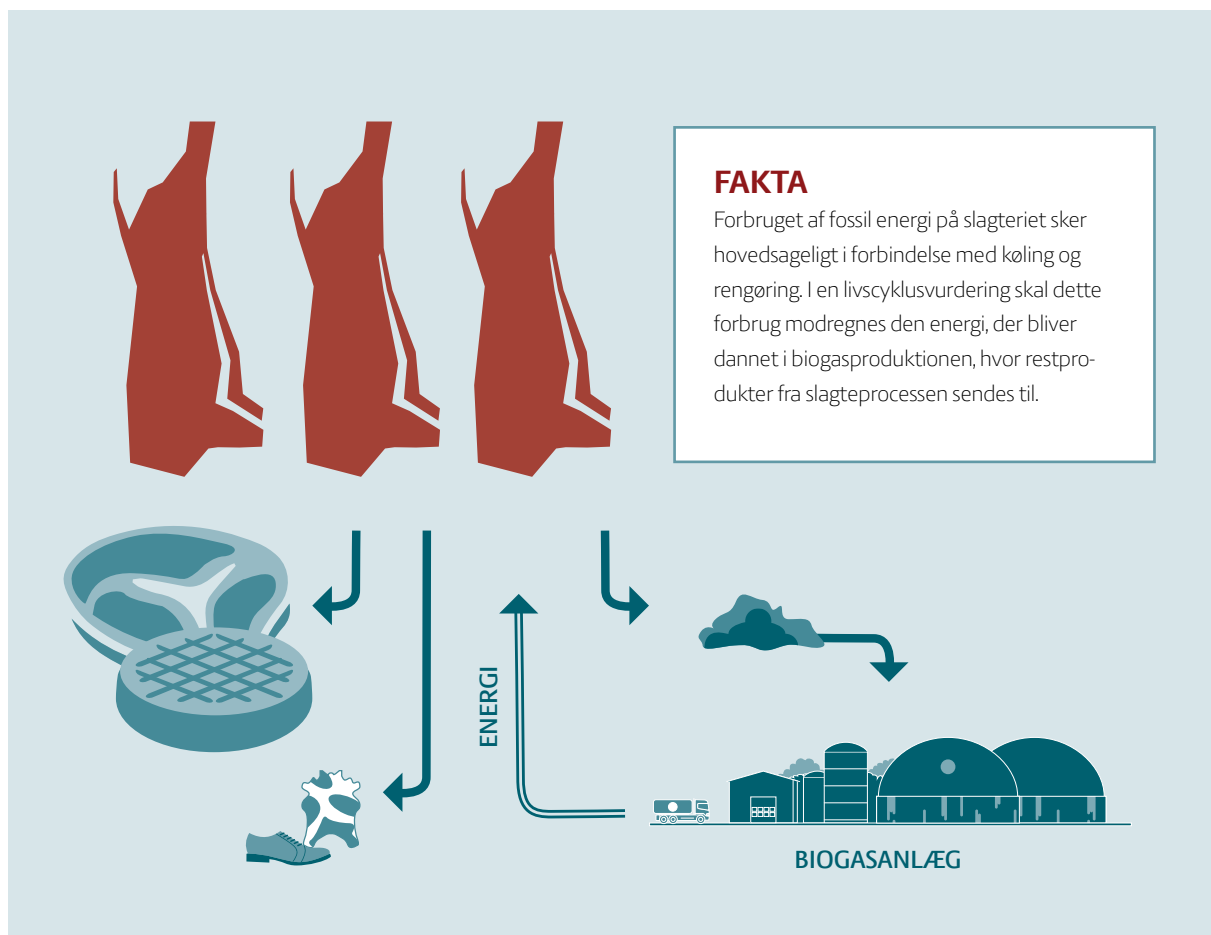 FAKTA
Forbruget af fossil energi på slagteriet sker
hovedsageligt i forbindelse med køling og
rengøring. I en livscyklusvurdering skal dette
forbrug modregnes den energi, der bliver
dannet i biogasproduktionen, hvor restpro-
dukter fra slagteprocessen sendes til.
ENERGI
BIOGASANLÆG